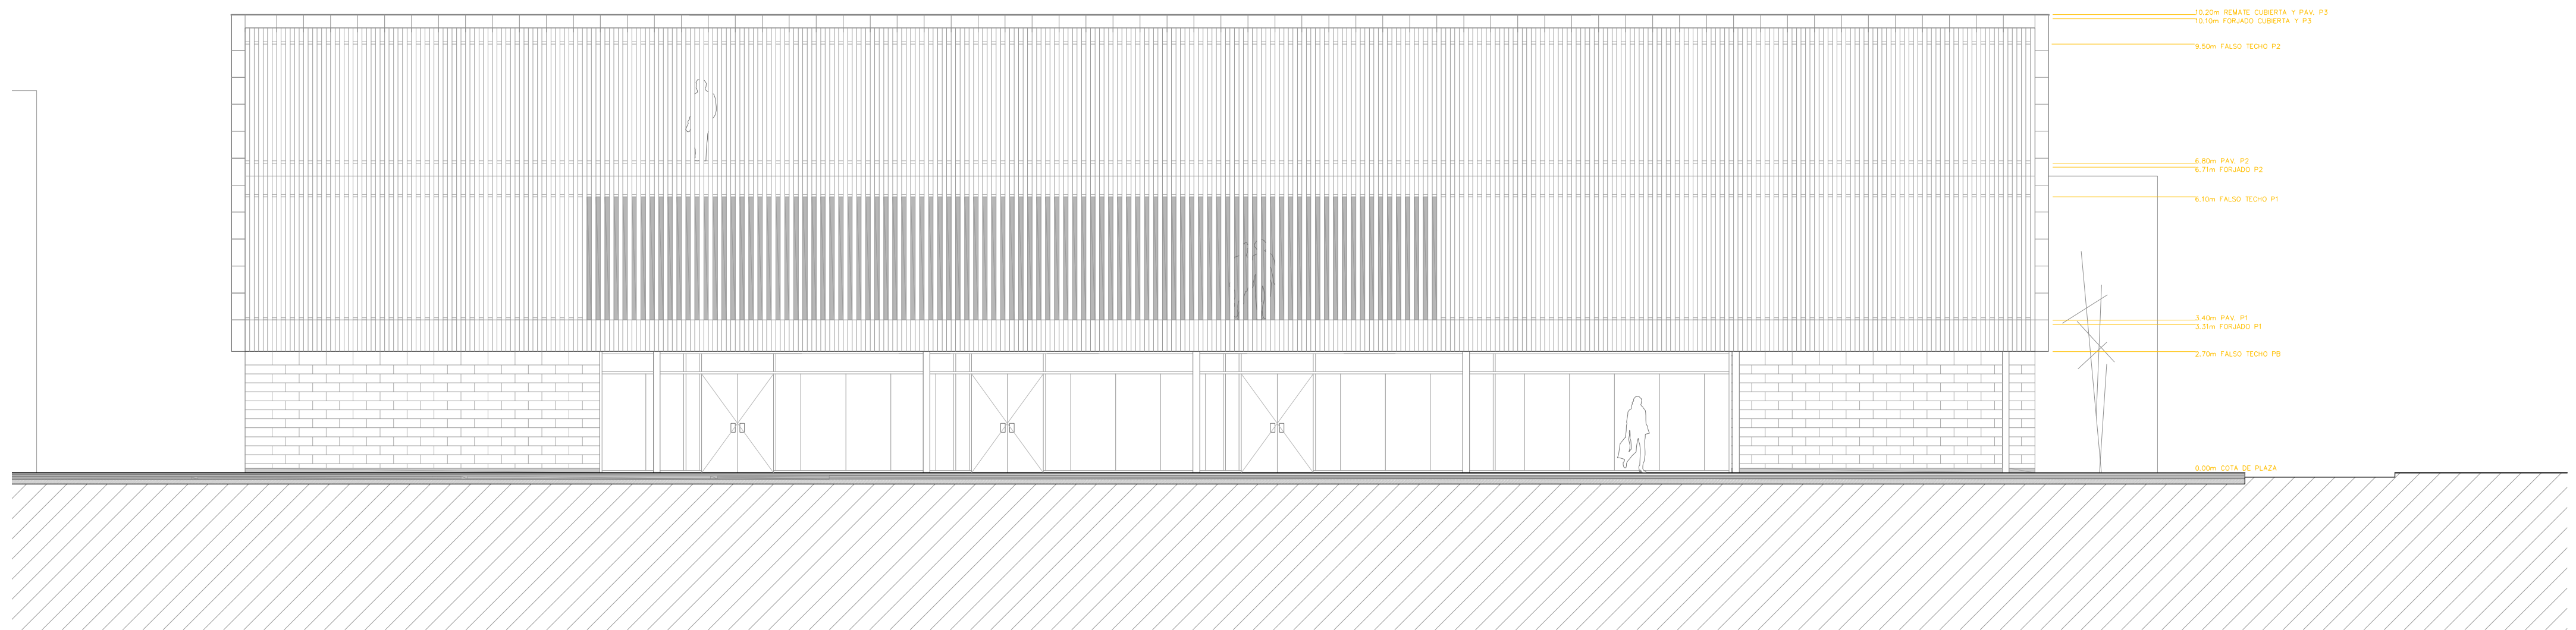 10.20m REMATE CUBIERTA Y PAV. P3
10.10m FORJADO CUBIERTA Y P3
9.50m FALSO TECHO P2
6.80m PAV. P2
6.71m FORJADO P2
6.10m FALSO TECHO P1
3.40m PAV. P1
3.31m FORJADO P1
2.70m FALSO TECHO PB
0.00m COTA DE PLAZA